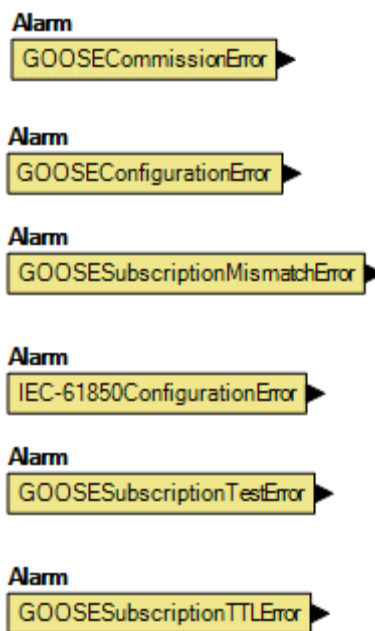 Alarm
GOOSECommissionError
Alarm
GOOSEConfigurationError
Alarm
GOOSESubscriptionMismatchError
Alarm
IEC-61850ConfigurationError
Alarm
GOOSESubscriptionTestError
Alarm
GOOSESubscriptionTTLError